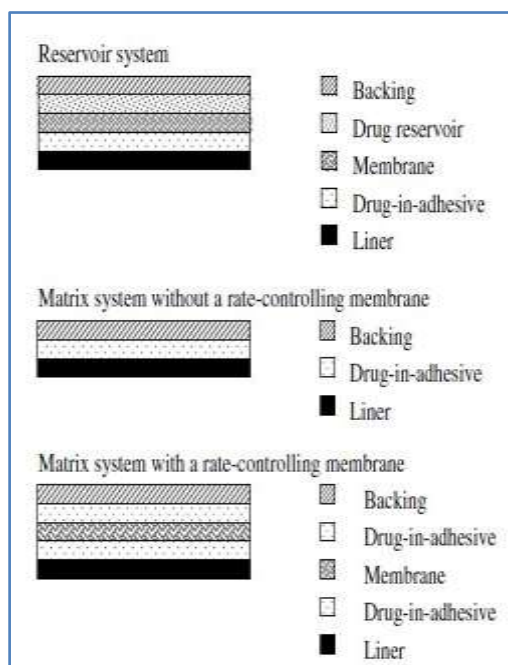 Reservoir system
Backing
Drug reservoir
Membrane
Drug-in-adhesive
Liner
Matrix system without a rate-controlling membrane
Backing
Drug-in-adhesive
Liner
Matrix system with a rate-controlling membrane
Backing
Drug-in-adhesive
Membrane
Drug-in-adhesive
Liner